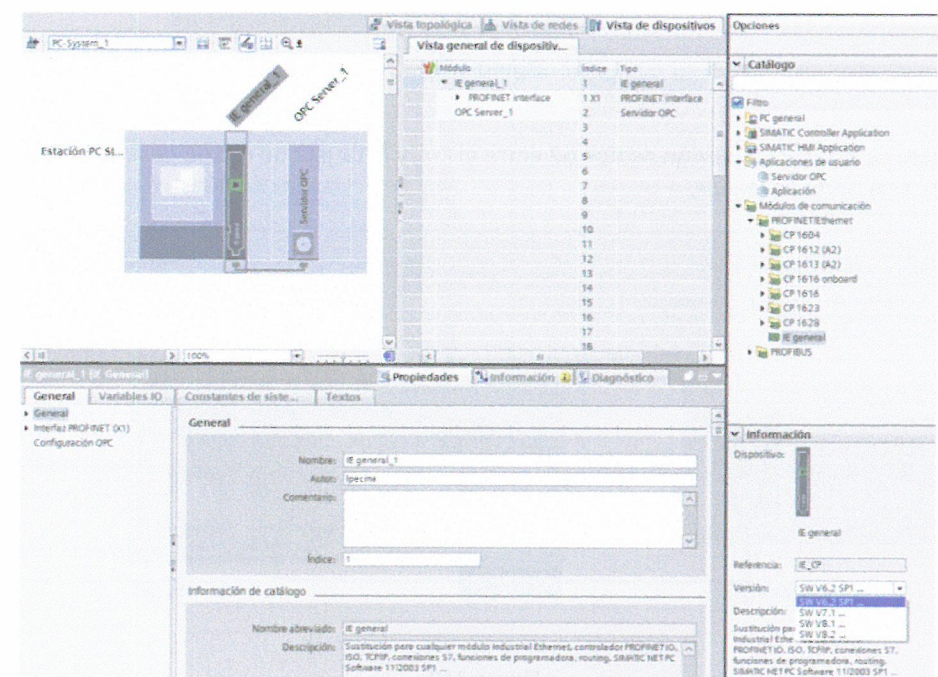 Vista topológica
Vista de redes
Vista de dispositivos
Opciones
PC-System_1
Vista general de dispositiv...
Módulo
Índice
Tipo
IE general_1
1
IE general
PROFINET interface
1 X1
PROFINET interface
OPC Server_1
2
Servidor OPC
3
4
5
6
7
8
9
10
11
12
13
14
15
16
17
18
IE general_1
OPC Server_1
Estación PC St...
Servidor OPC
100%
Catálogo
Filtro
PC general
SIMATIC Controller Application
SIMATIC HMI Application
Aplicaciones de usuario
Servidor OPC
Aplicación
Módulos de comunicación
PROFINET/Ethernet
CP 1604
CP 1612 (A2)
CP 1613 (A2)
CP 1616 onboard
CP 1616
CP 1623
CP 1628
IE general
PROFIBUS
IE general_1 [IE General]
Propiedades
Información
Diagnóstico
General
Variables IO
Constantes de siste...
Textos
General
Interfaz PROFINET (X1)
Configuración OPC
General
Nombre: IE general_1
Autor: Ipecma
Comentario:
Índice: 1
Información de catálogo
Nombre abreviado: IE general
Descripción: Sustitución para cualquier módulo Industrial Ethernet, controlador PROFINET IO,
ISO, TCP/IP, conexiones S7, funciones de programadora, routing, SIMATIC NET PC
Software 11/2003 SP1 ...
Información
Dispositivo:
IE general
Referencia: IE_CP
Versión: SW V6.2 SP1 ...
SW V6.2 SP1 ...
SW V7.1 ...
SW V8.1 ...
SW V8.2 ...
Descripción:
Sustitución par
Industrial Ethe
PROFINET IO, ISO, TCP/IP, conexiones S7,
funciones de programadora, routing,
SIMATIC NET PC Software 11/2003 SP1 ...